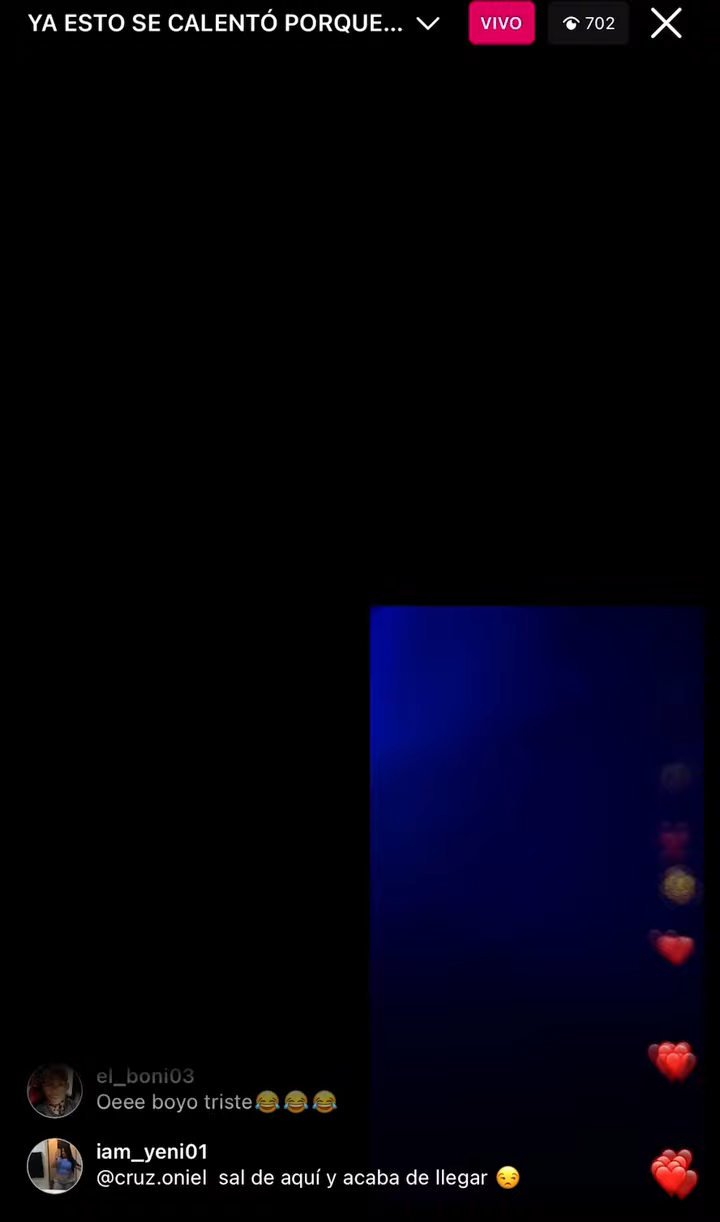 YA ESTO SE CALENTÓ PORQUE...
VIVO
702
el_boni03
Oeee boyo triste😂😂😂
iam_yeni01
@cruz.oniel sal de aquí y acaba de llegar 😒